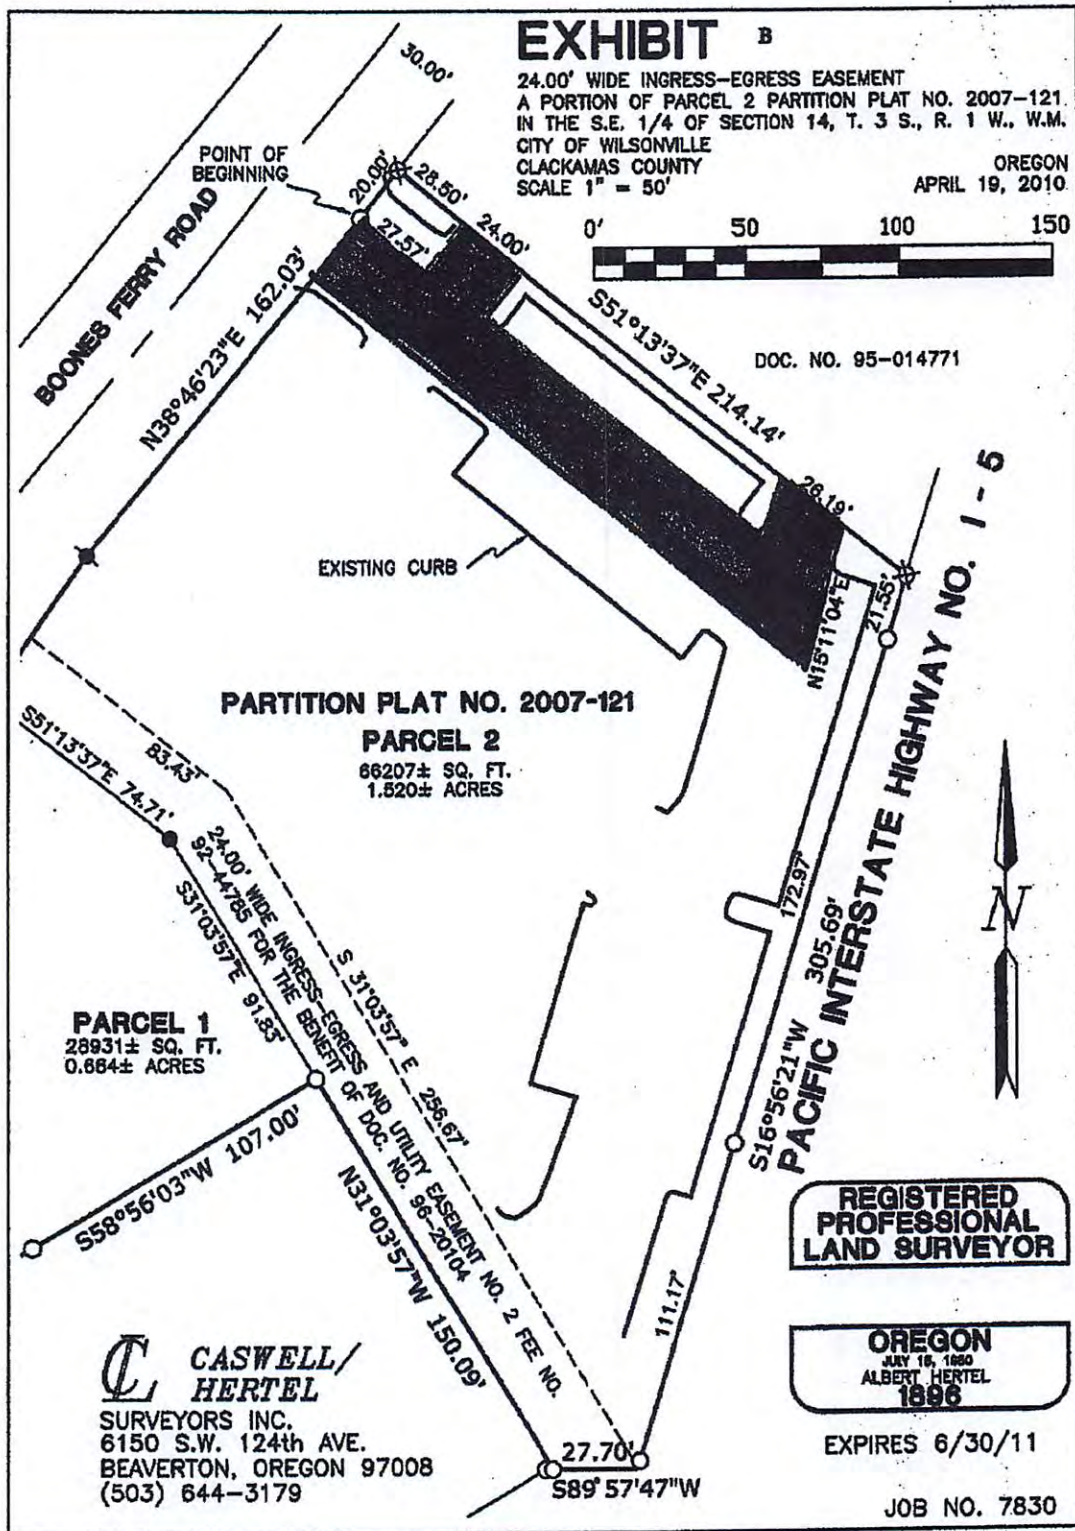 EXHIBIT B
24.00' WIDE INGRESS-EGRESS EASEMENT
A PORTION OF PARCEL 2 PARTITION PLAT NO. 2007-121
IN THE S.E. 1/4 OF SECTION 14, T. 3 S., R. 1 W., W.M.
CITY OF WILSONVILLE
CLACKAMAS COUNTY
OREGON
SCALE 1" = 50'
APRIL 19, 2010
0' 50 100 150
30.00'
POINT OF
BEGINNING
20.00'
28.50'
27.57'
24.00'
BOONES FERRY ROAD
N38°46'23"E 162.03'
S51°13'37"E 214.14'
DOC. NO. 95-014771
26.19'
EXISTING CURB
N15°11'04"E
21.55'
PACIFIC INTERSTATE HIGHWAY NO. I-5
PARTITION PLAT NO. 2007-121
PARCEL 2
66207± SQ. FT.
1.520± ACRES
S51°13'37"E 74.71'
83.43'
24.00' WIDE INGRESS-EGRESS AND UTILITY EASEMENT NO. 2 FEE NO.
92-44785 FOR THE BENEFIT OF DOC. NO. 96-20104
S31°03'57"E 91.83'
S 31°03'57" E 256.67'
172.97'
305.69'
S16°56'21"W
N
PARCEL 1
28931± SQ. FT.
0.664± ACRES
S58°56'03"W 107.00'
N31°03'57"W 150.09'
111.17'
27.70'
S89°57'47"W
REGISTERED
PROFESSIONAL
LAND SURVEYOR
OREGON
ALBERT HERTEL
1896
EXPIRES 6/30/11
JOB NO. 7830
CASWELL/
HERTEL
SURVEYORS INC.
6150 S.W. 124th AVE.
BEAVERTON, OREGON 97008
(503) 644-3179